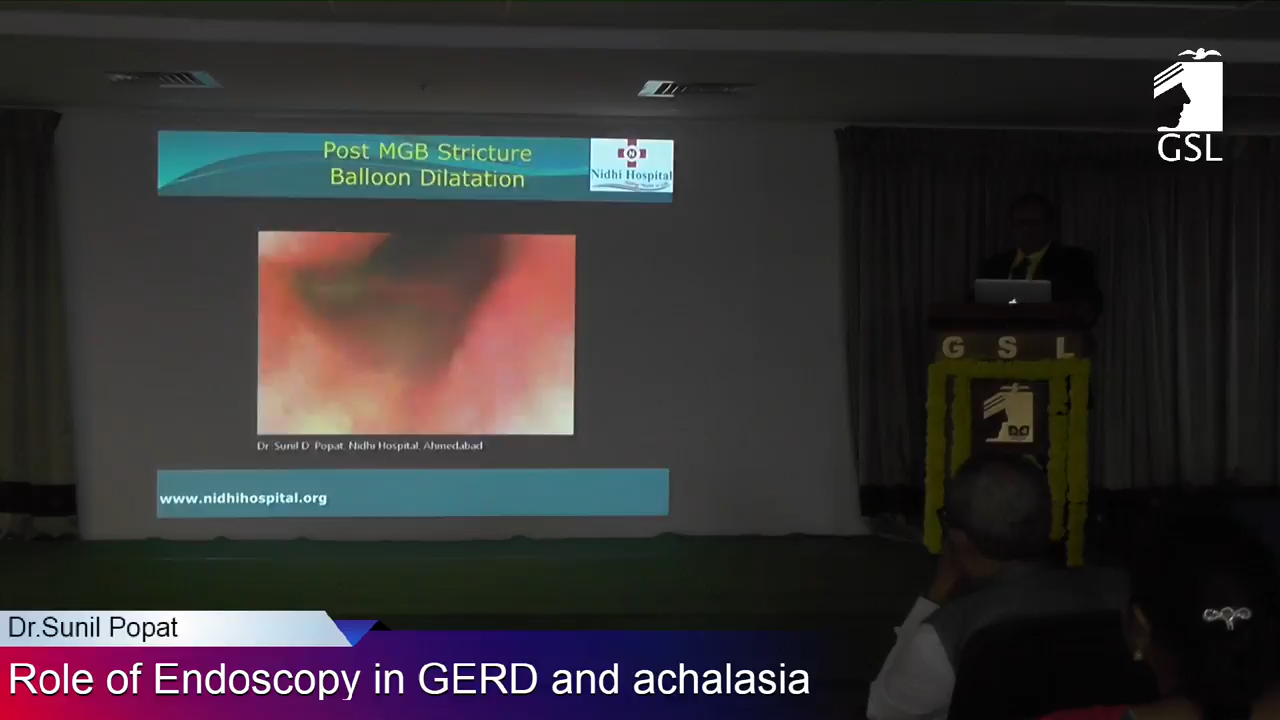 GSL
Post MGB Stricture
Balloon Dilatation
Nidhi Hospital
Dr. Sunil D. Popat, Nidhi Hospital, Ahmedabad
www.nidhihospital.org
G S L
Dr.Sunil Popat
Role of Endoscopy in GERD and achalasia